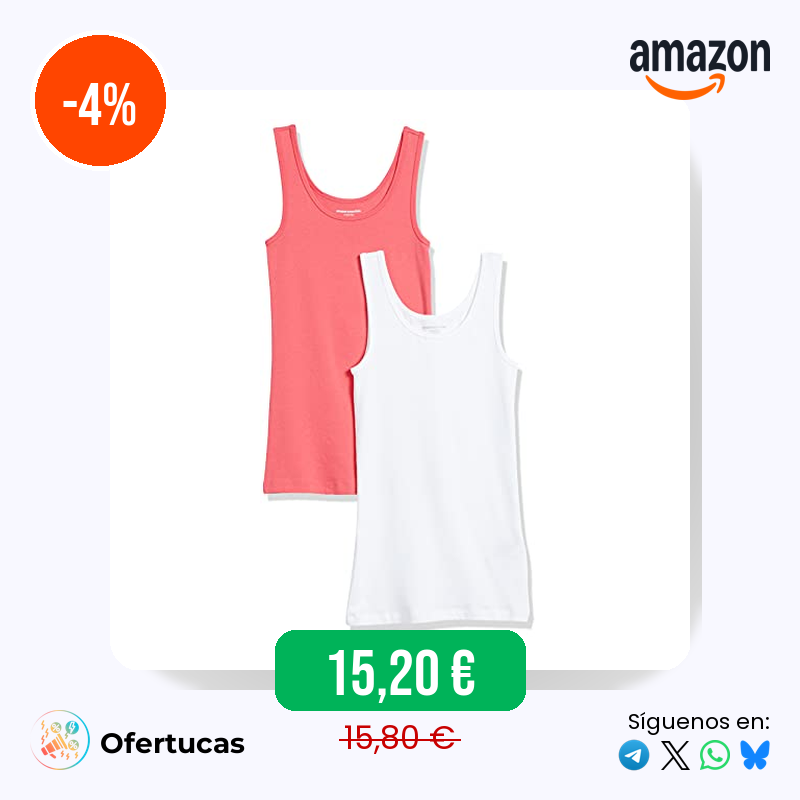 -4%
amazon
15,20 €
15,80 €
Ofertucas
Síguenos en: